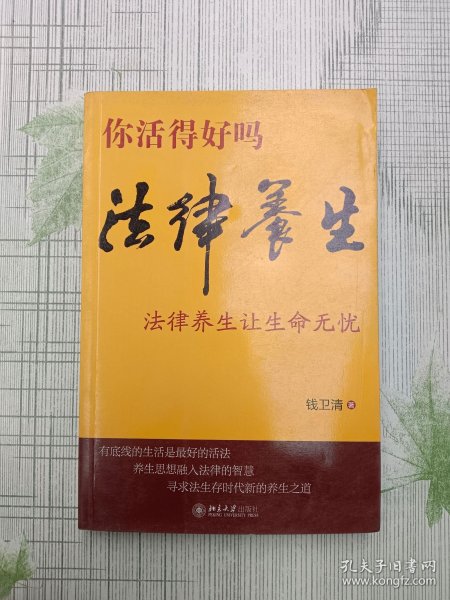 你活得好吗
法律養生
法律养生让生命无忧
钱卫清 著
有底线的生活是最好的活法
养生思想融入法律的智慧
寻求法生存时代新的养生之道
北京大学出版社
PEKING UNIVERSITY PRESS
孔夫子旧书网
www.kongfz.com